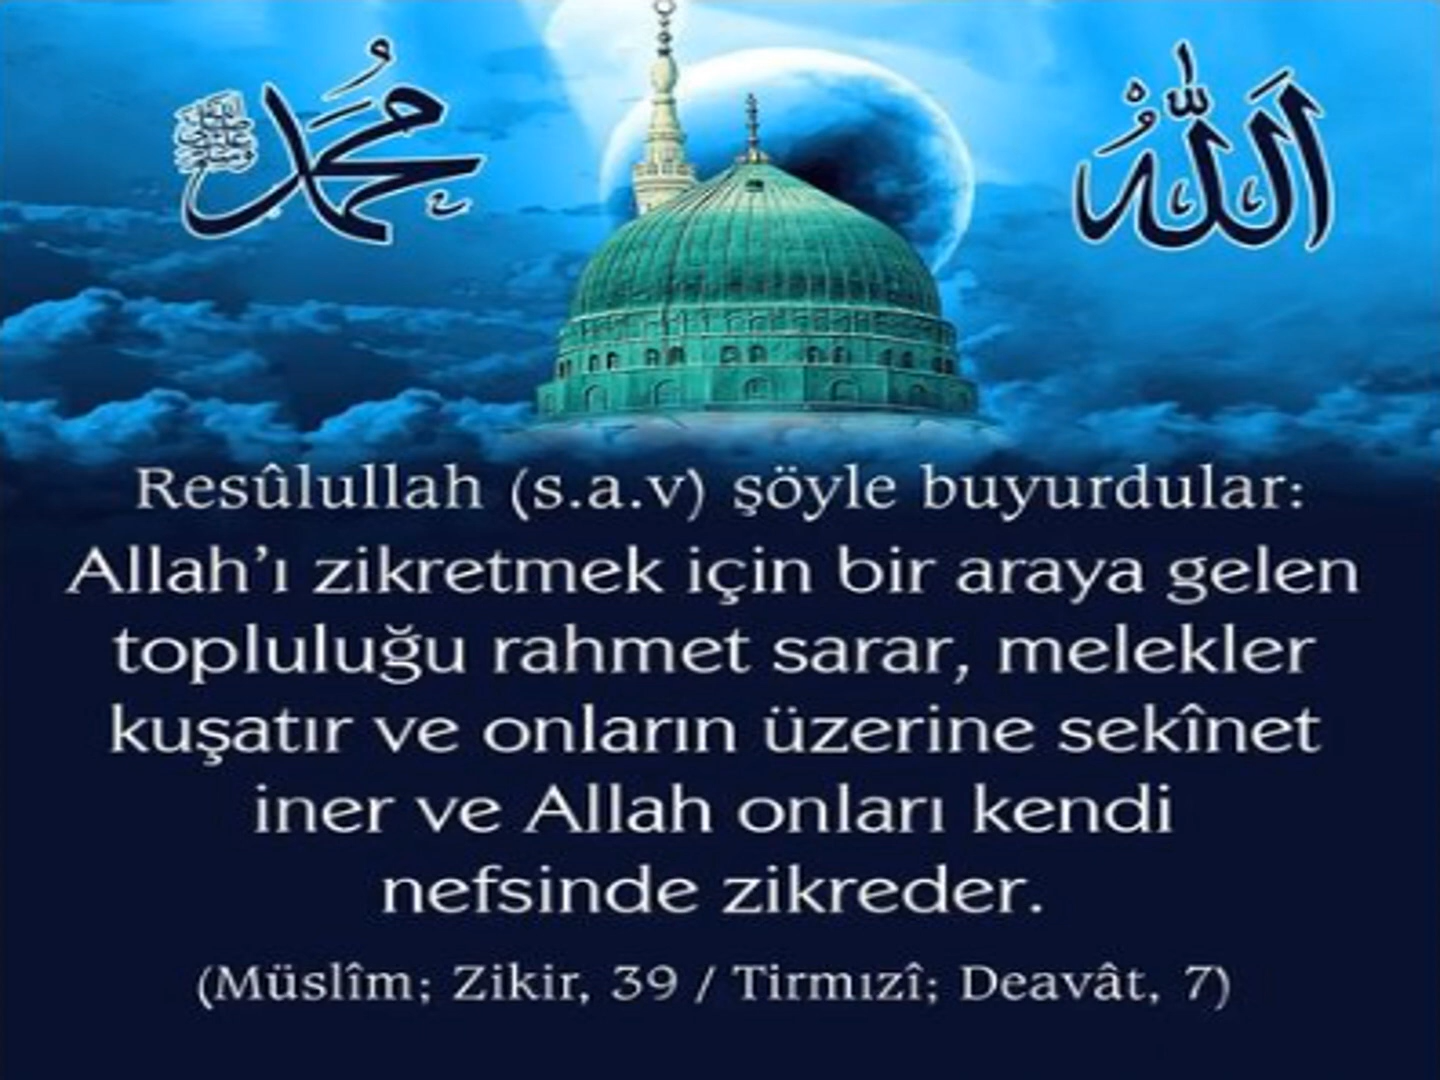 محمد
الله
Resûlullah (s.a.v) şöyle buyurdular:
Allah'ı zikretmek için bir araya gelen
topluluğu rahmet sarar, melekler
kuşatır ve onların üzerine sekînet
iner ve Allah onları kendi
nefsinde zikreder.
(Müslîm; Zikir, 39 / Tirmızî; Deavât, 7)